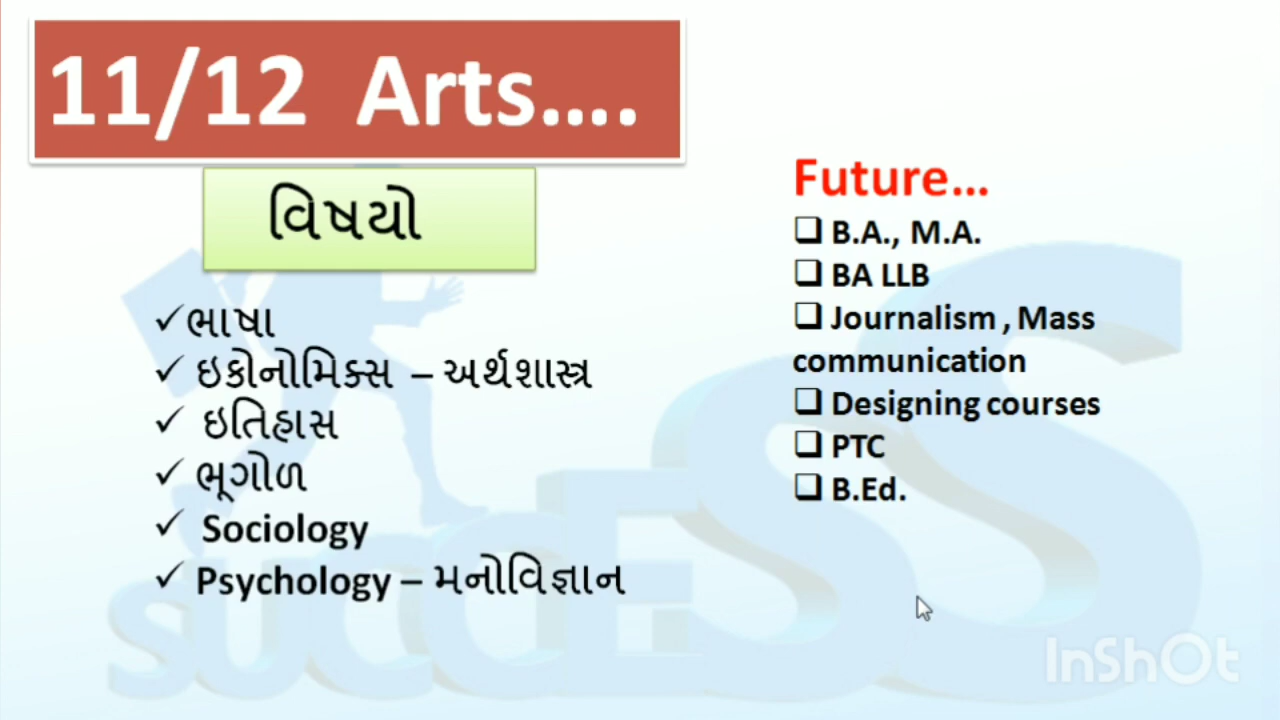 11/12 Arts....
વિષયો
✓ભાષા
✓ ઇકોનોમિક્સ – અર્થશાસ્ત્ર
✓ ઇતિહાસ
✓ ભૂગોળ
✓ Sociology
✓ Psychology – મનોવિજ્ઞાન
Future...
❑ B.A., M.A.
❑ BA LLB
❑ Journalism , Mass
communication
❑ Designing courses
❑ PTC
❑ B.Ed.
SUCCESS
InShOt